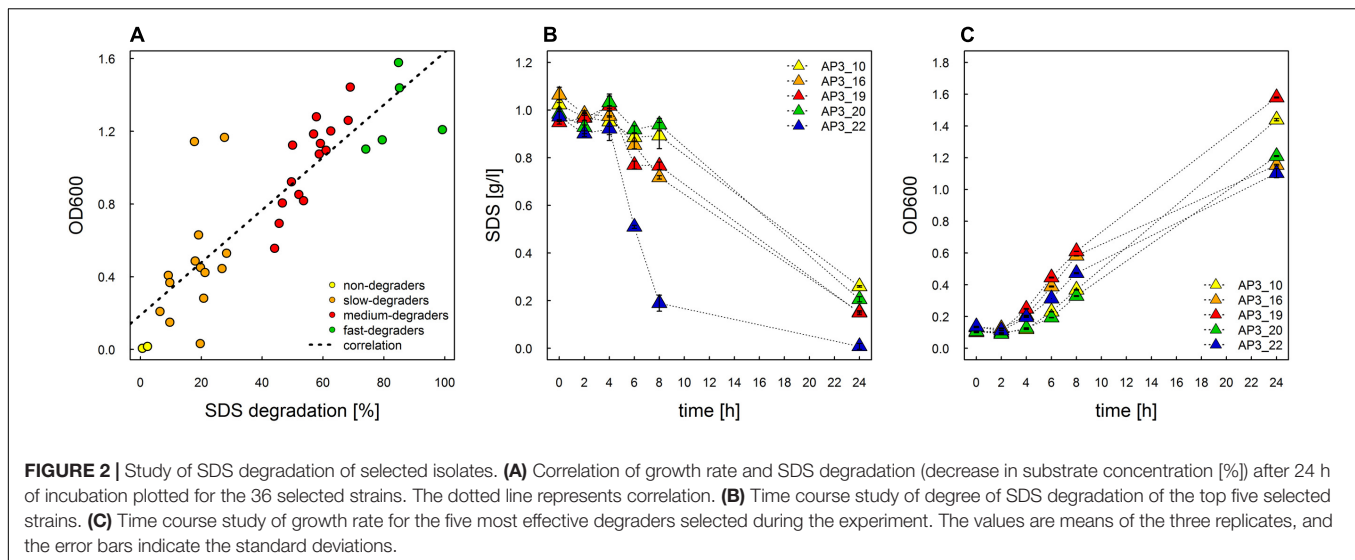 A
OD600
1.6
1.2
0.8
0.4
0.0
non-degraders
slow-degraders
medium-degraders
fast-degraders
correlation
0 20 40 60 80 100
SDS degradation [%]
B
SDS [g/l]
1.2
1.0
0.8
0.6
0.4
0.2
0.0
AP3_10
AP3_16
AP3_19
AP3_20
AP3_22
0 2 4 6 8 10 12 14 16 18 20 22 24
time [h]
C
OD600
1.8
1.6
1.4
1.2
1.0
0.8
0.6
0.4
0.2
0.0
AP3_10
AP3_16
AP3_19
AP3_20
AP3_22
0 2 4 6 8 10 12 14 16 18 20 22 24
time [h]
FIGURE 2 | Study of SDS degradation of selected isolates. (A) Correlation of growth rate and SDS degradation (decrease in substrate concentration [%]) after 24 h
of incubation plotted for the 36 selected strains. The dotted line represents correlation. (B) Time course study of degree of SDS degradation of the top five selected
strains. (C) Time course study of growth rate for the five most effective degraders selected during the experiment. The values are means of the three replicates, and
the error bars indicate the standard deviations.